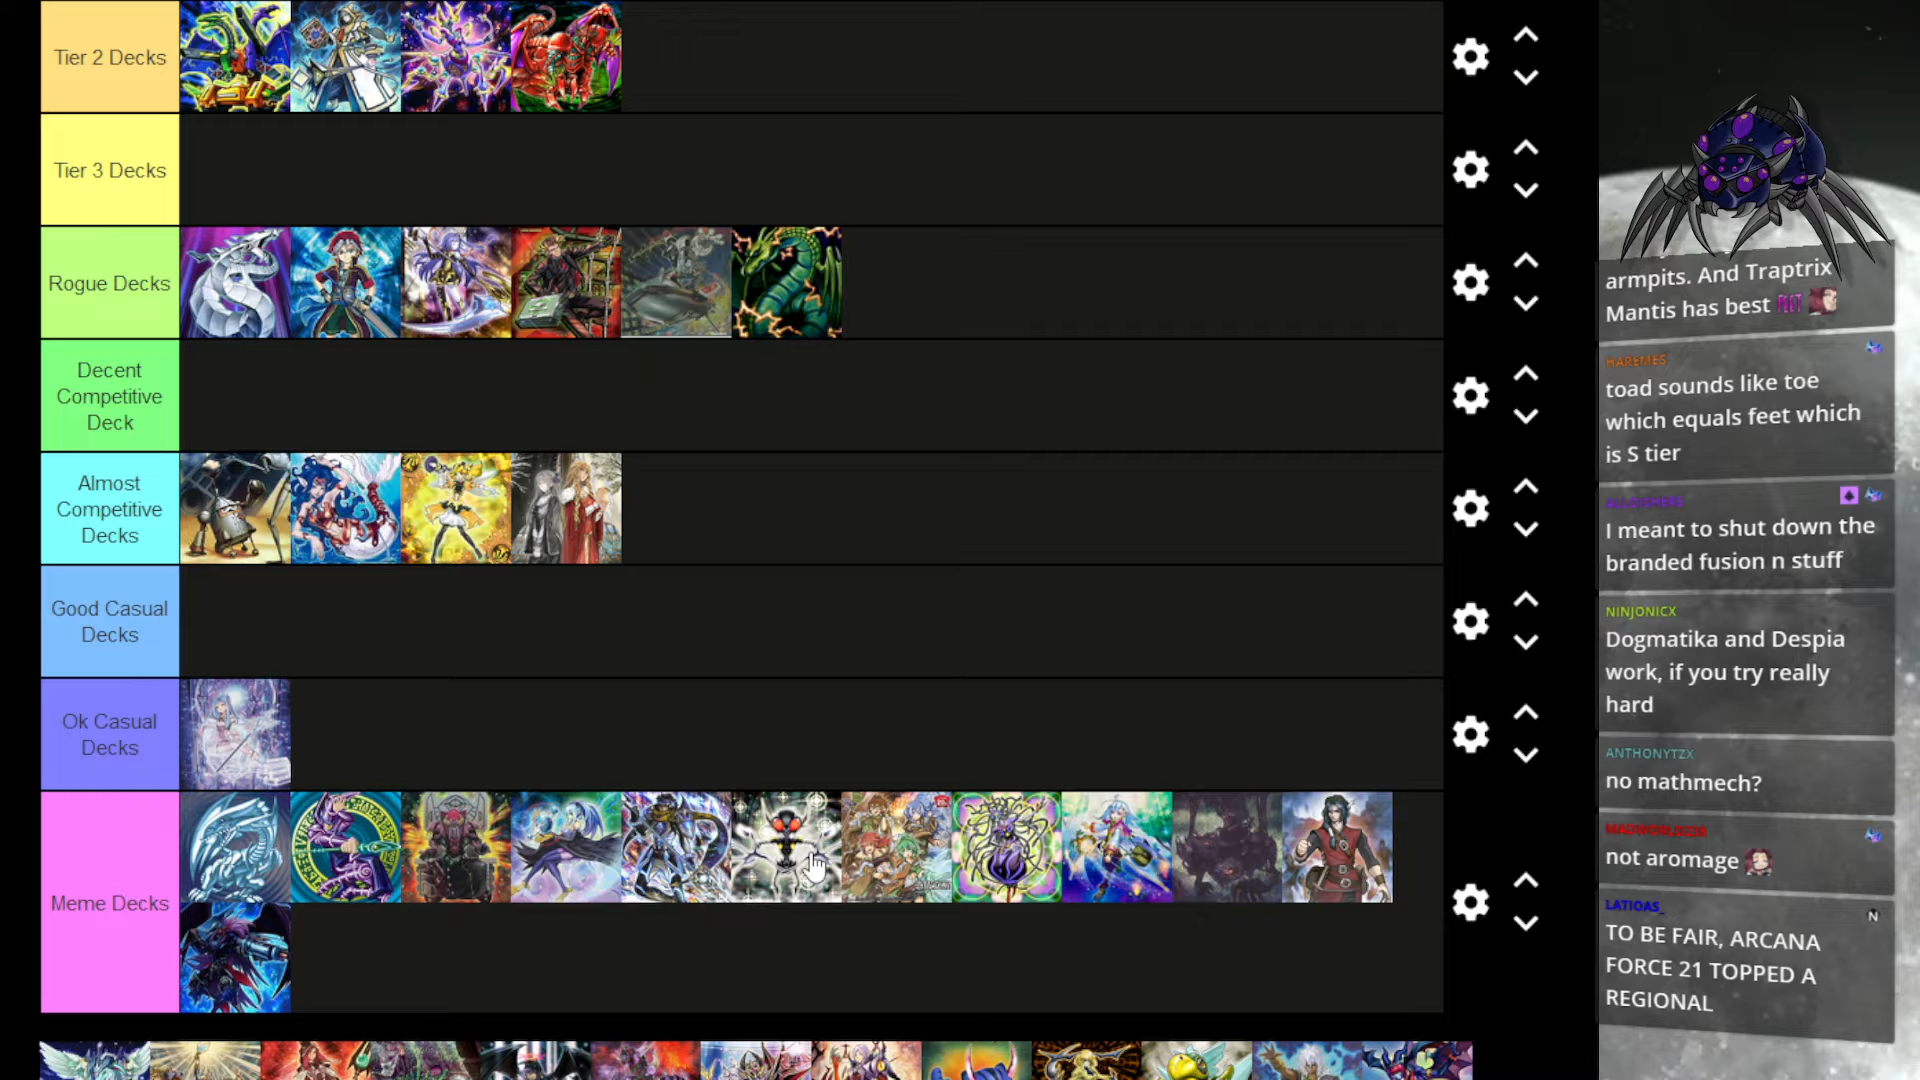 Tier 2 Decks
Tier 3 Decks
Rogue Decks
Decent
Competitive
Deck
Almost
Competitive
Decks
Good Casual
Decks
Ok Casual
Decks
Meme Decks
armpits. And Traptrix
Mantis has best FEET
HAREMES
toad sounds like toe
which equals feet which
is S tier
I meant to shut down the
branded fusion n stuff
NINJONICX
Dogmatika and Despia
work, if you try really
hard
ANTHONYTZX
no mathmech?
not aromage
LATIOAS_
N
TO BE FAIR, ARCANA
FORCE 21 TOPPED A
REGIONAL